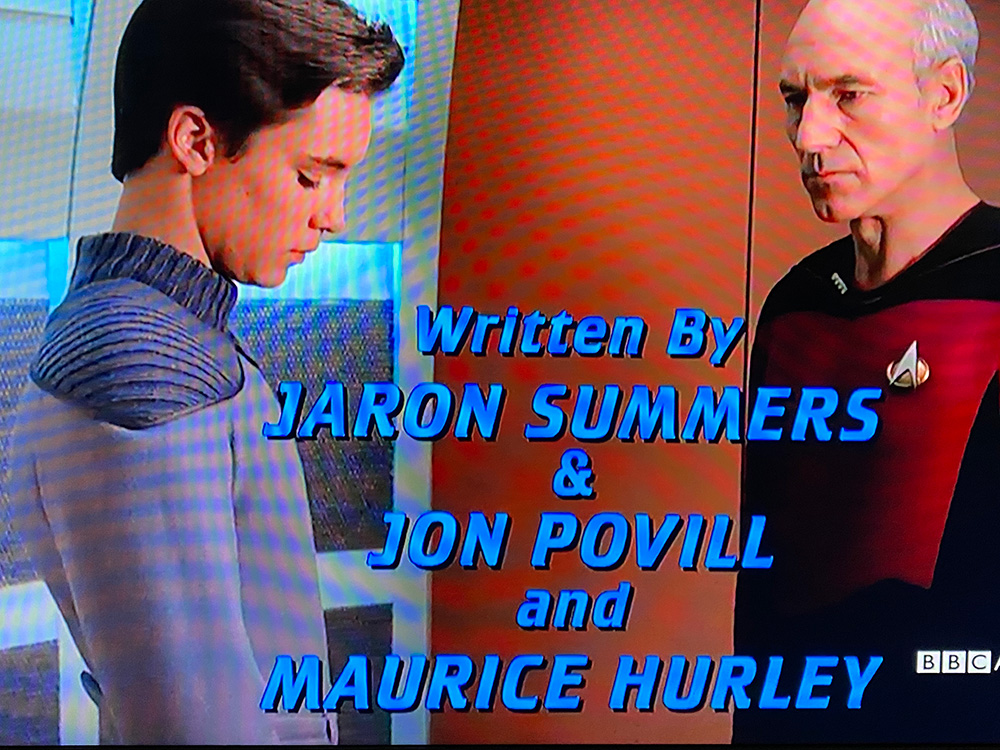 Written By
JARON SUMMERS
&
JON POVILL
and
MAURICE HURLEY
BBC A